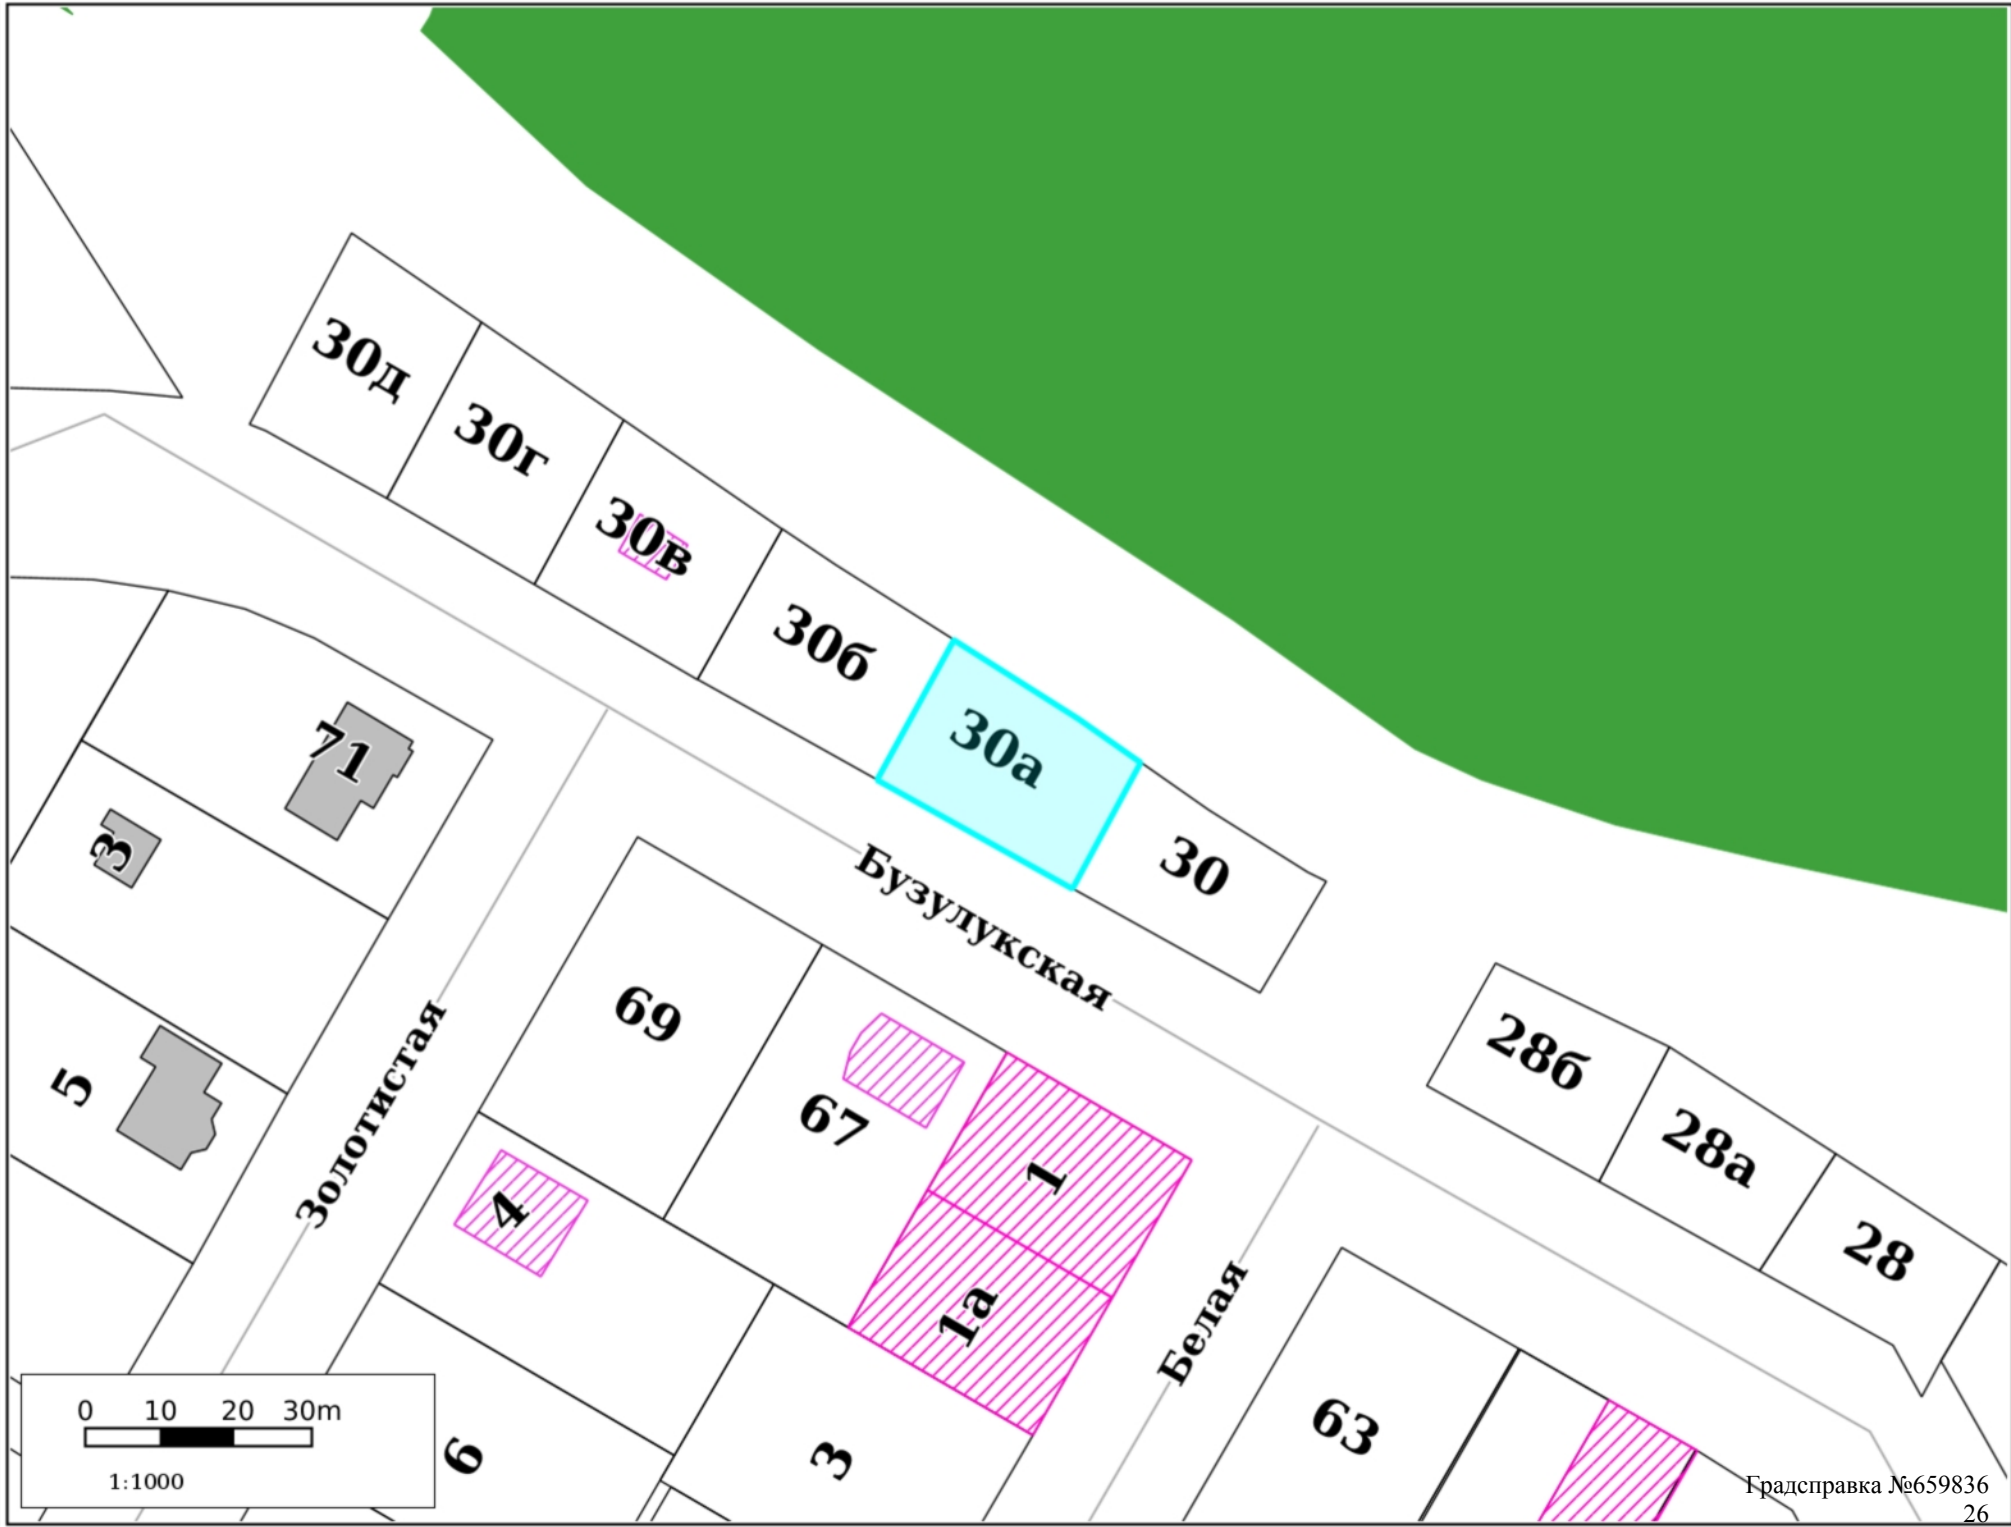 30д
30г
30в
30б
30а
30
71
3
5
Бузулукская
69
67
28б
28а
28
Золотистая
4
1
1а
Белая
63
6
3
0 10 20 30m
1:1000
Градсправка №659836
26